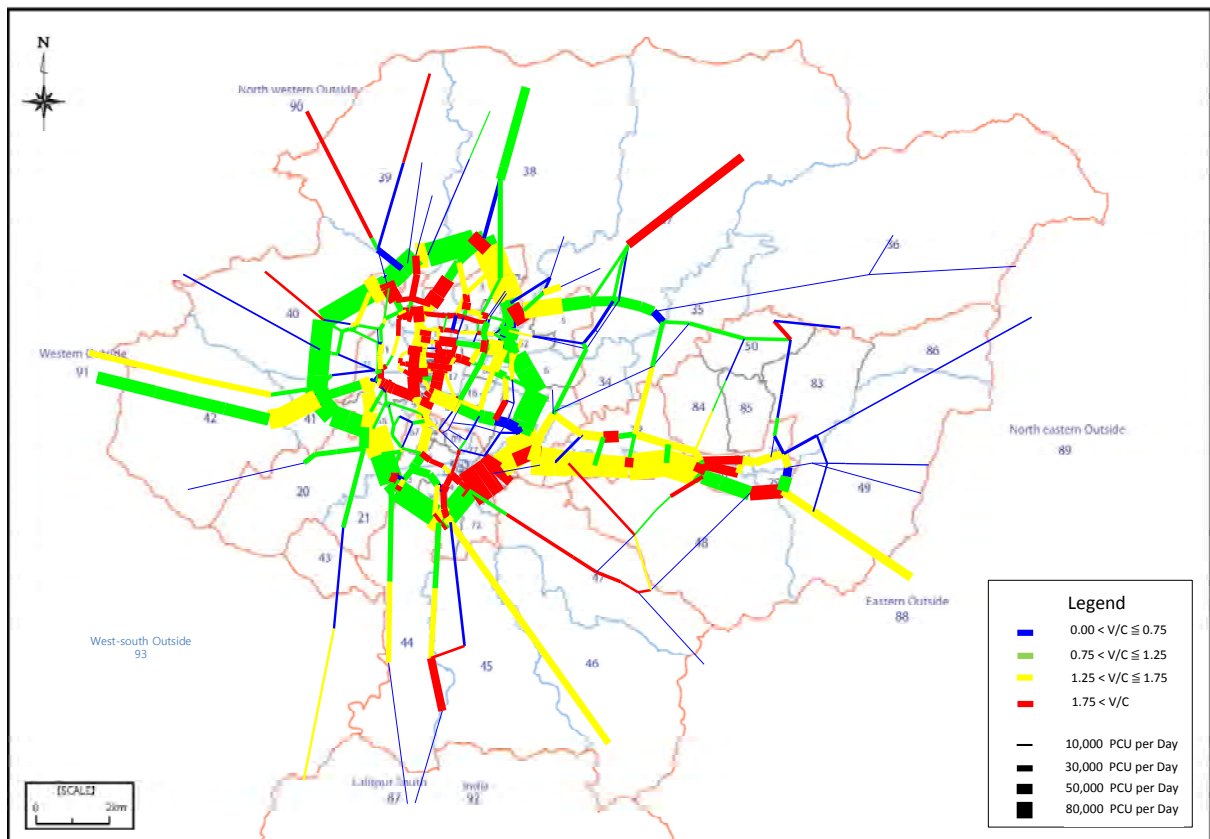 N
North western Outside
90
38
39
36
35
40
Western Outside
91
50
86
34
83
84
85
42
41
North eastern Outside
89
20
49
21
48
72
43
47
Eastern Outside
88
44
45
46
West-south Outside
93
Lalitpur South
87
India
92
[SCALE]
0 2km
Legend
0.00 < V/C ≦ 0.75
0.75 < V/C ≦ 1.25
1.25 < V/C ≦ 1.75
1.75 < V/C
10,000 PCU per Day
30,000 PCU per Day
50,000 PCU per Day
80,000 PCU per Day